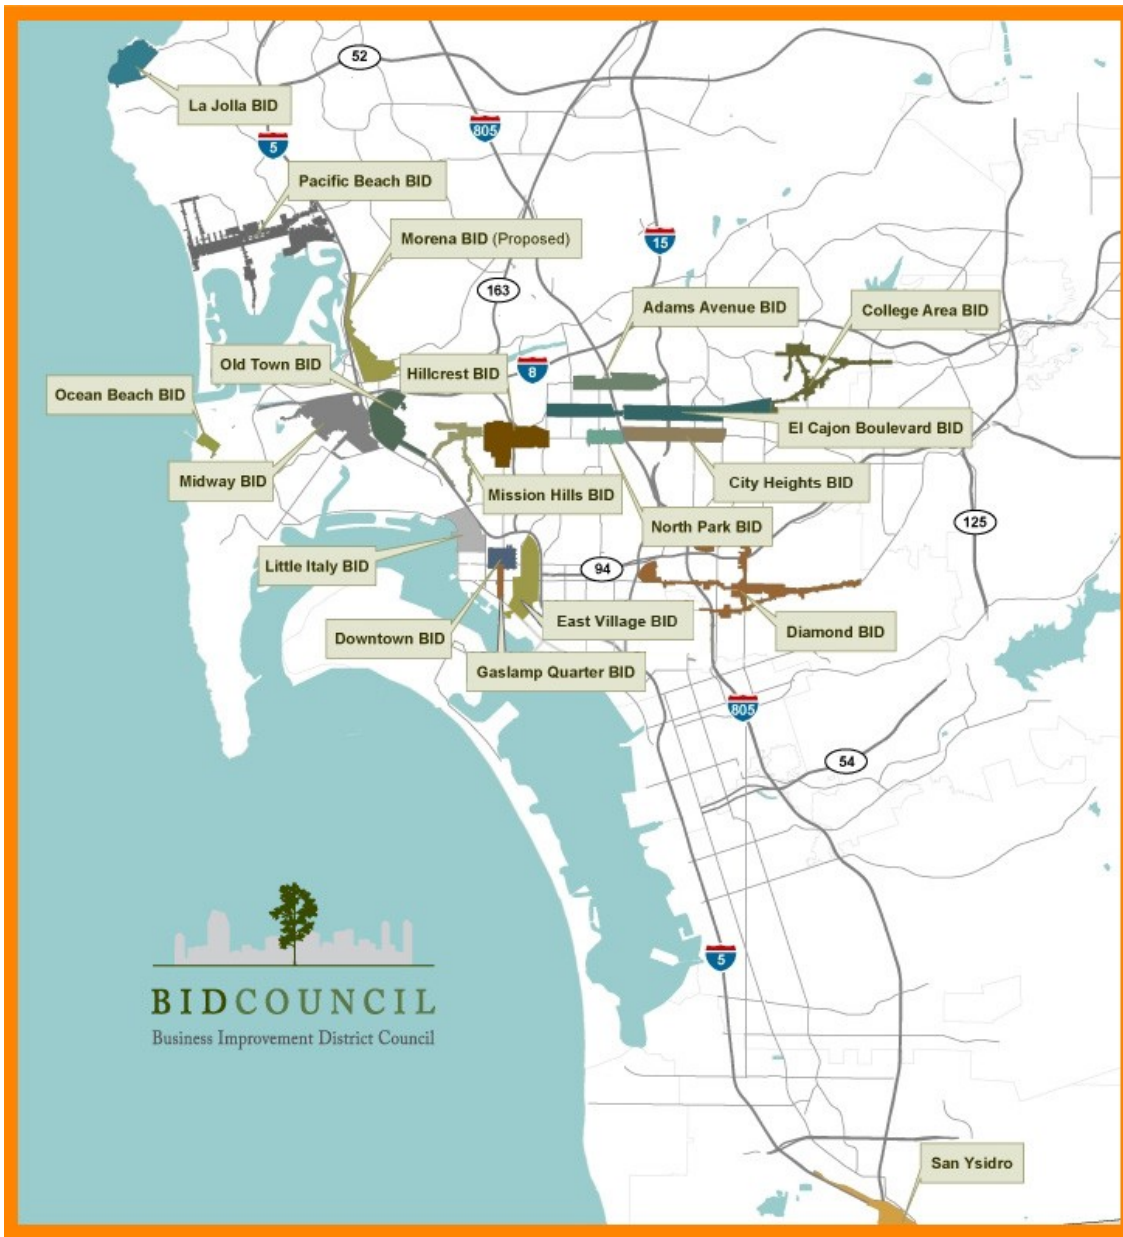 52
La Jolla BID
805
5
Pacific Beach BID
Morena BID (Proposed)
15
163
Adams Avenue BID
College Area BID
Old Town BID
Hillcrest BID
8
Ocean Beach BID
El Cajon Boulevard BID
Midway BID
Mission Hills BID
City Heights BID
North Park BID
125
Little Italy BID
94
East Village BID
Downtown BID
Diamond BID
Gaslamp Quarter BID
805
54
5
BIDCOUNCIL
Business Improvement District Council
San Ysidro